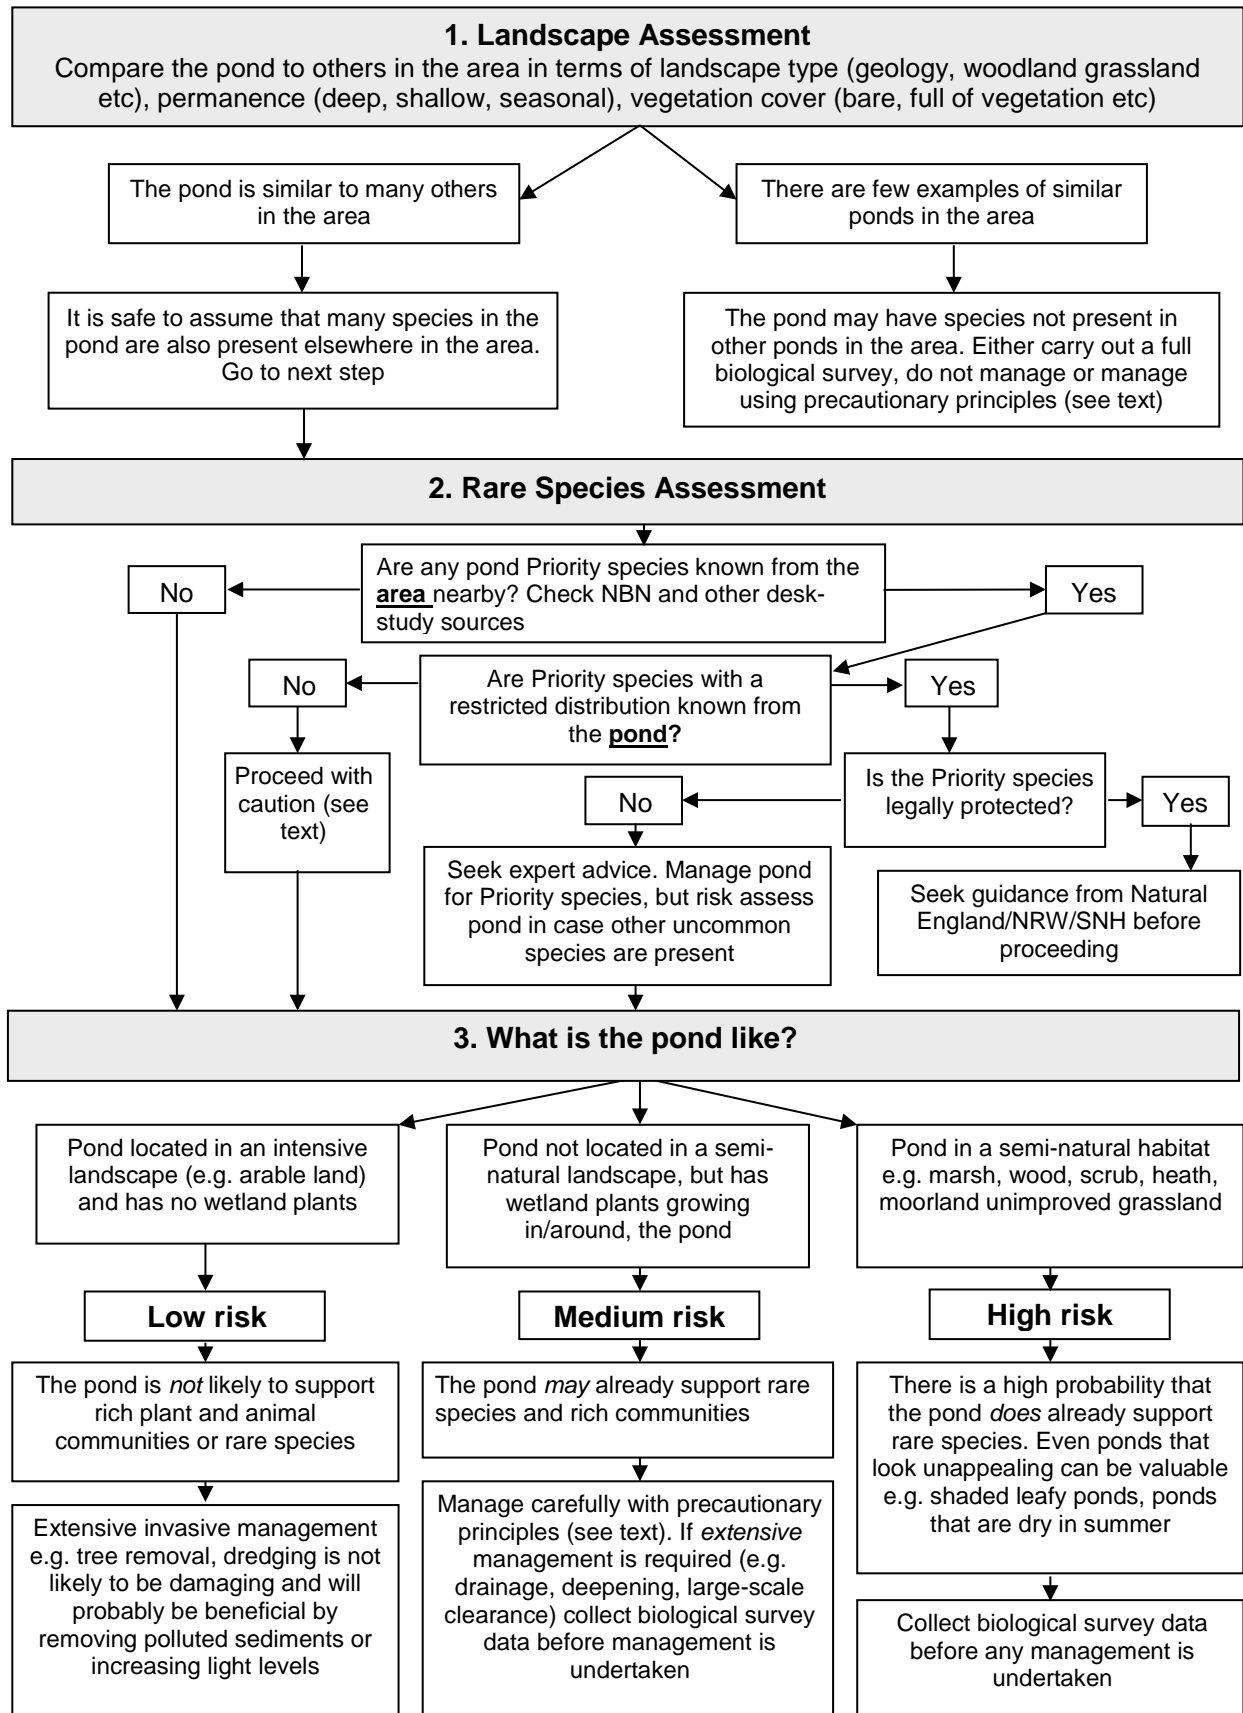 1. Landscape Assessment
Compare the pond to others in the area in terms of landscape type (geology, woodland grassland
etc), permanence (deep, shallow, seasonal), vegetation cover (bare, full of vegetation etc)
The pond is similar to many others
in the area
There are few examples of similar
ponds in the area
It is safe to assume that many species in the
pond are also present elsewhere in the area.
Go to next step
The pond may have species not present in
other ponds in the area. Either carry out a full
biological survey, do not manage or manage
using precautionary principles (see text)
2. Rare Species Assessment
No
Are any pond Priority species known from the
area nearby? Check NBN and other desk-
study sources
Yes
No
Are Priority species with a
restricted distribution known from
the pond?
Yes
Proceed with
caution (see
text)
No
Is the Priority species
legally protected?
Yes
Seek expert advice. Manage pond
for Priority species, but risk assess
pond in case other uncommon
species are present
Seek guidance from Natural
England/NRW/SNH before
proceeding
3. What is the pond like?
Pond located in an intensive
landscape (e.g. arable land)
and has no wetland plants
Pond not located in a semi-
natural landscape, but has
wetland plants growing
in/around, the pond
Pond in a semi-natural habitat
e.g. marsh, wood, scrub, heath,
moorland unimproved grassland
Low risk
Medium risk
High risk
The pond is not likely to support
rich plant and animal
communities or rare species
The pond may already support rare
species and rich communities
There is a high probability that
the pond does already support
rare species. Even ponds that
look unappealing can be valuable
e.g. shaded leafy ponds, ponds
that are dry in summer
Extensive invasive management
e.g. tree removal, dredging is not
likely to be damaging and will
probably be beneficial by
removing polluted sediments or
increasing light levels
Manage carefully with precautionary
principles (see text). If extensive
management is required (e.g.
drainage, deepening, large-scale
clearance) collect biological survey
data before management is
undertaken
Collect biological survey data
before any management is
undertaken